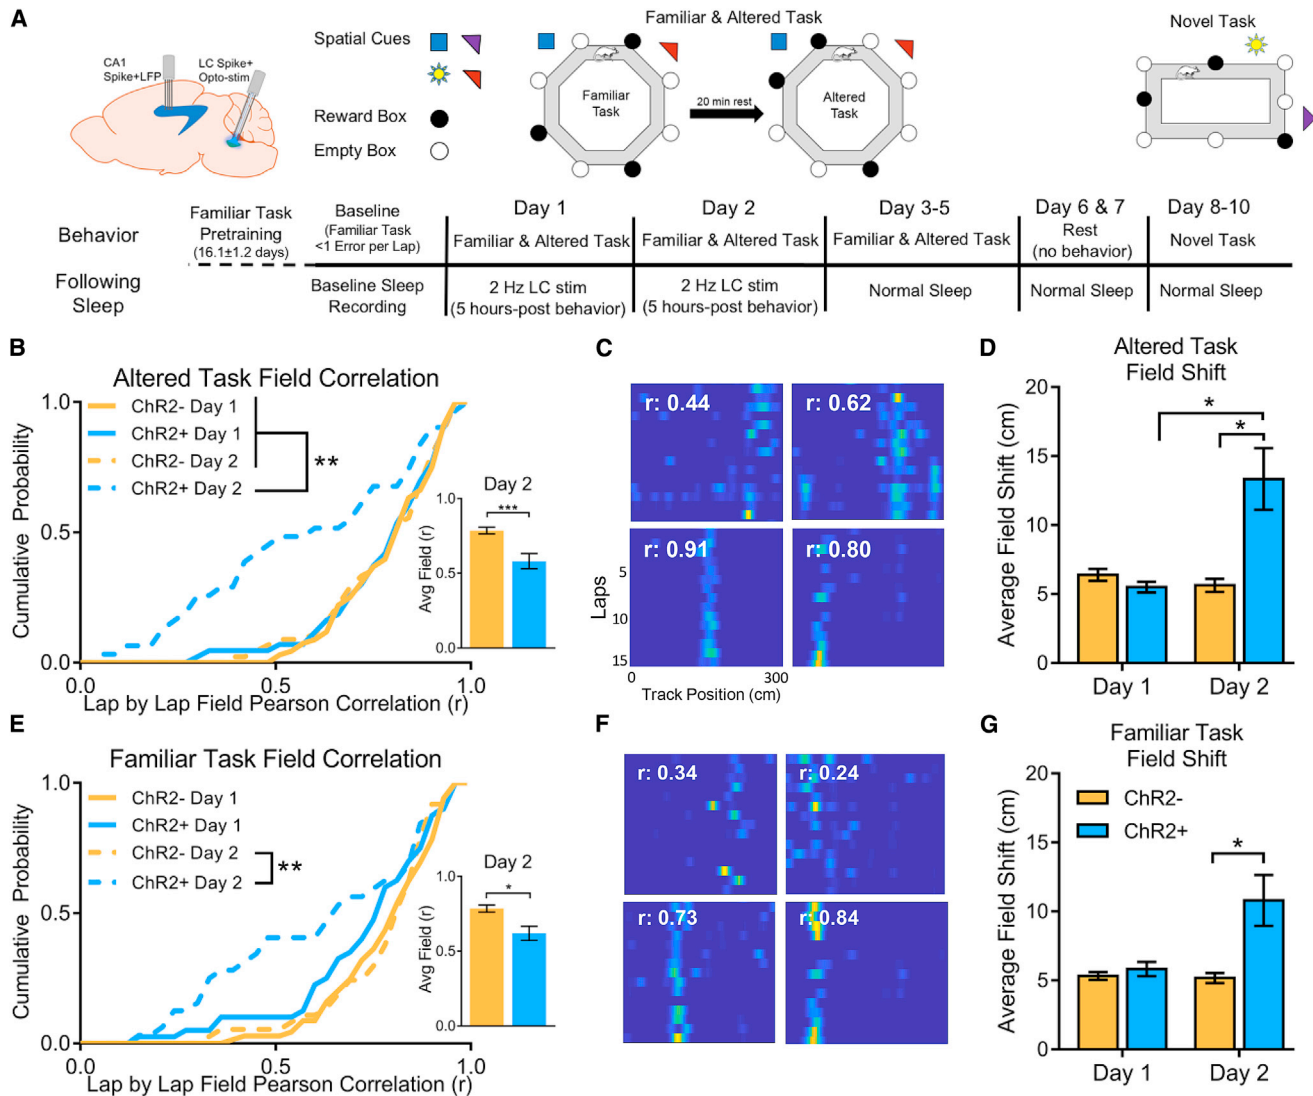 A
CA1
Spike+LFP
LC Spike+
Opto-stim
Spatial Cues
Reward Box
Empty Box
Familiar & Altered Task
Familiar
Task
20 min rest
Altered
Task
Novel Task
Behavior
Following
Sleep
Familiar Task
Pretraining
(16.1±1.2 days)
Baseline
(Familiar Task
<1 Error per Lap)
Baseline Sleep
Recording
Day 1
Familiar & Altered Task
2 Hz LC stim
(5 hours-post behavior)
Day 2
Familiar & Altered Task
2 Hz LC stim
(5 hours-post behavior)
Day 3-5
Familiar & Altered Task
Normal Sleep
Day 6 & 7
Rest
(no behavior)
Normal Sleep
Day 8-10
Novel Task
Normal Sleep
B
Altered Task Field Correlation
ChR2- Day 1
ChR2+ Day 1
ChR2- Day 2
ChR2+ Day 2
**
Cumulative Probability
1.0
0.5
0.0
0.0
0.5
1.0
Lap by Lap Field Pearson Correlation (r)
Day 2
***
Avg Field (r)
1.0
0.5
0.0
C
r: 0.44
r: 0.62
r: 0.91
r: 0.80
Laps
5
10
15
0
300
Track Position (cm)
D
Altered Task
Field Shift
Average Field Shift (cm)
20
15
10
5
0
*
*
Day 1
Day 2
E
Familiar Task Field Correlation
ChR2- Day 1
ChR2+ Day 1
ChR2- Day 2
ChR2+ Day 2
**
Cumulative Probability
1.0
0.5
0.0
0.0
0.5
1.0
Lap by Lap Field Pearson Correlation (r)
Day 2
*
Avg Field (r)
1.0
0.5
0.0
F
r: 0.34
r: 0.24
r: 0.73
r: 0.84
G
Familiar Task
Field Shift
ChR2-
ChR2+
Average Field Shift (cm)
20
15
10
5
0
*
Day 1
Day 2